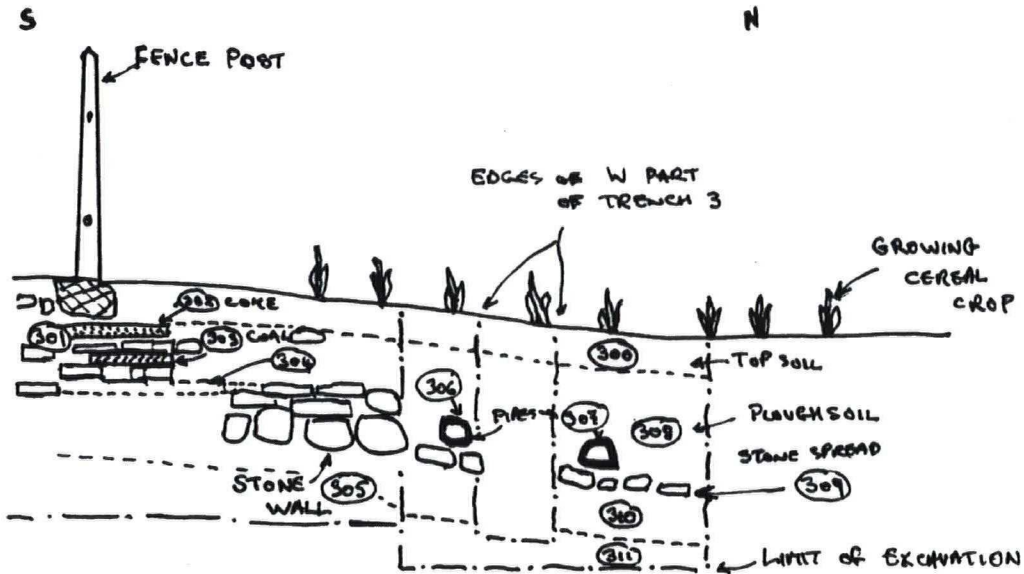 S
N
FENCE POST
EDGES OF W PART
OF TRENCH 3
GROWING
CEREAL
CROP
302 COKE
301
303 COAL
304
300
TOP SOIL
306
PIPES
307
308
PLOUGHSOIL
STONE SPREAD
309
STONE
WALL
305
310
311
LIMIT OF EXCAVATION